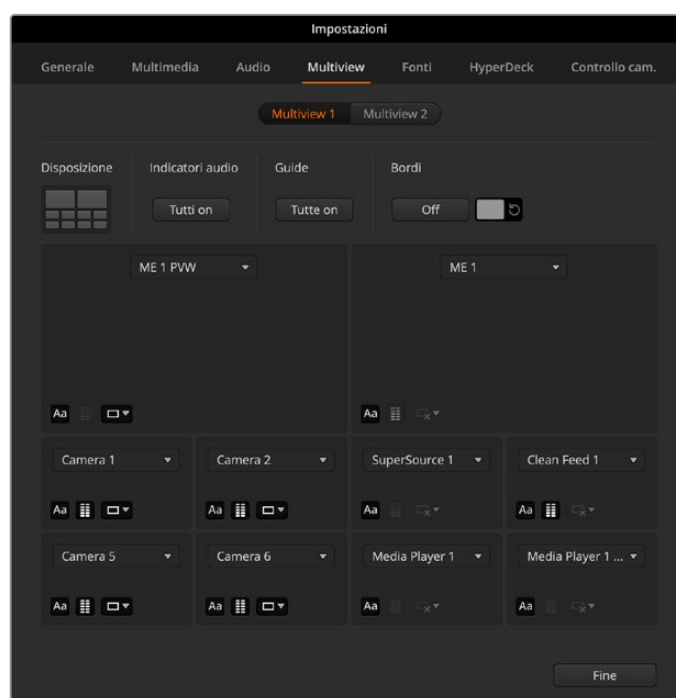 Impostazioni
Generale Multimedia Audio Multiview Fonti HyperDeck Controllo cam.
Multiview 1 Multiview 2
Disposizione Indicatori audio Guide Bordi
Tutti on Tutte on Off
ME 1 PVW ME 1
Aa Aa
Camera 1 Camera 2 SuperSource 1 Clean Feed 1
Aa Aa Aa Aa
Camera 5 Camera 6 Media Player 1 Media Player 1 ...
Aa Aa Aa Aa
Fine